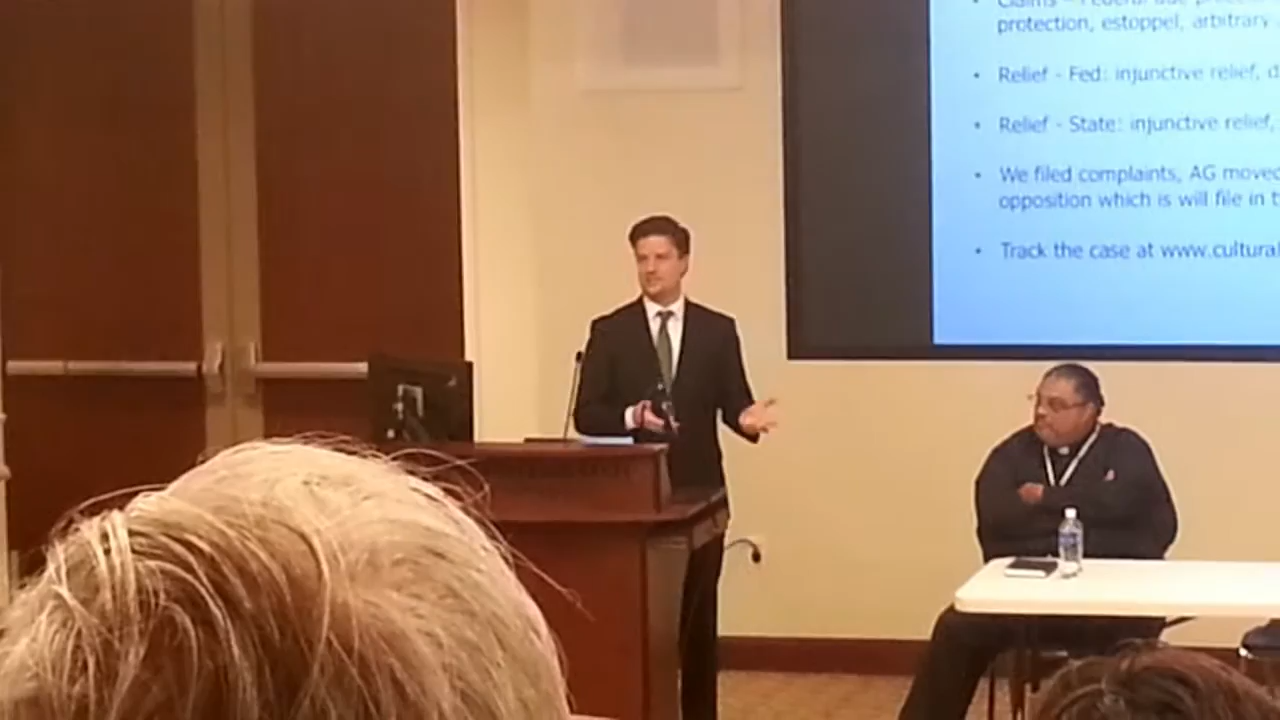 protection, estoppel, arbitrary
• Relief - Fed: injunctive relief, d
• Relief - State: injunctive relief,
• We filed complaints, AG moved
opposition which is will file in t
• Track the case at www.cultural